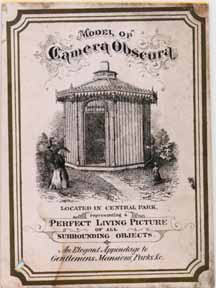 MODEL OF
Camera Obscura
LOCATED IN CENTRAL PARK,
representing a
PERFECT LIVING PICTURE
OF ALL
SURROUNDING OBJECTS
An Elegant Appendage to
Gentlemens Mansions, Parks &c.